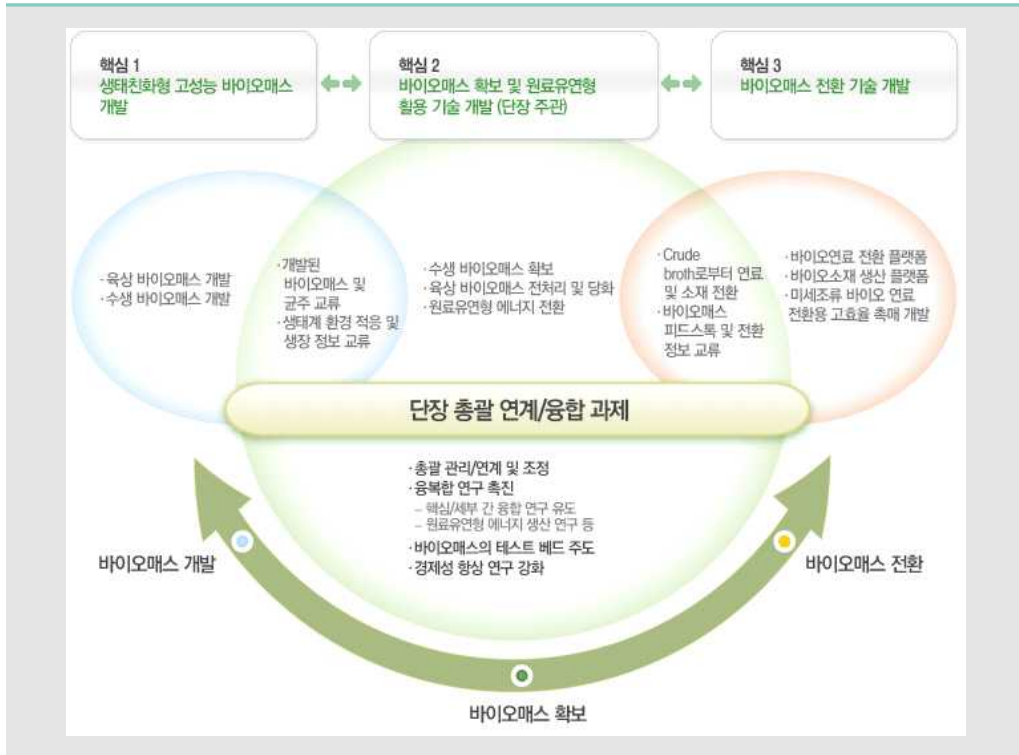 핵심 1
생태친화형 고성능 바이오매스
개발
핵심 2
바이오매스 확보 및 원료유연형
활용 기술 개발 (단장 주관)
핵심 3
바이오매스 전환 기술 개발
· 육상 바이오매스 개발
· 수생 바이오매스 개발
· 개발된
바이오매스 및
균주 교류
· 생태계 환경 적응 및
생장 정보 교류
· 수생 바이오매스 확보
· 육상 바이오매스 전처리 및 당화
· 원료유연형 에너지 전환
· Crude
broth로부터 연료
및 소재 전환
· 바이오매스
피드스톡 및 전환
정보 교류
· 바이오연료 전환 플랫폼
· 바이오소재 생산 플랫폼
· 미세조류 바이오 연료
전환용 고효율 촉매 개발
단장 총괄 연계/융합 과제
· 총괄 관리/연계 및 조정
· 융복합 연구 촉진
– 핵심/세부 간 융합 연구 유도
– 원료유연형 에너지 생산 연구 등
· 바이오매스의 테스트 베드 주도
· 경제성 항상 연구 강화
바이오매스 개발
바이오매스 전환
바이오매스 확보